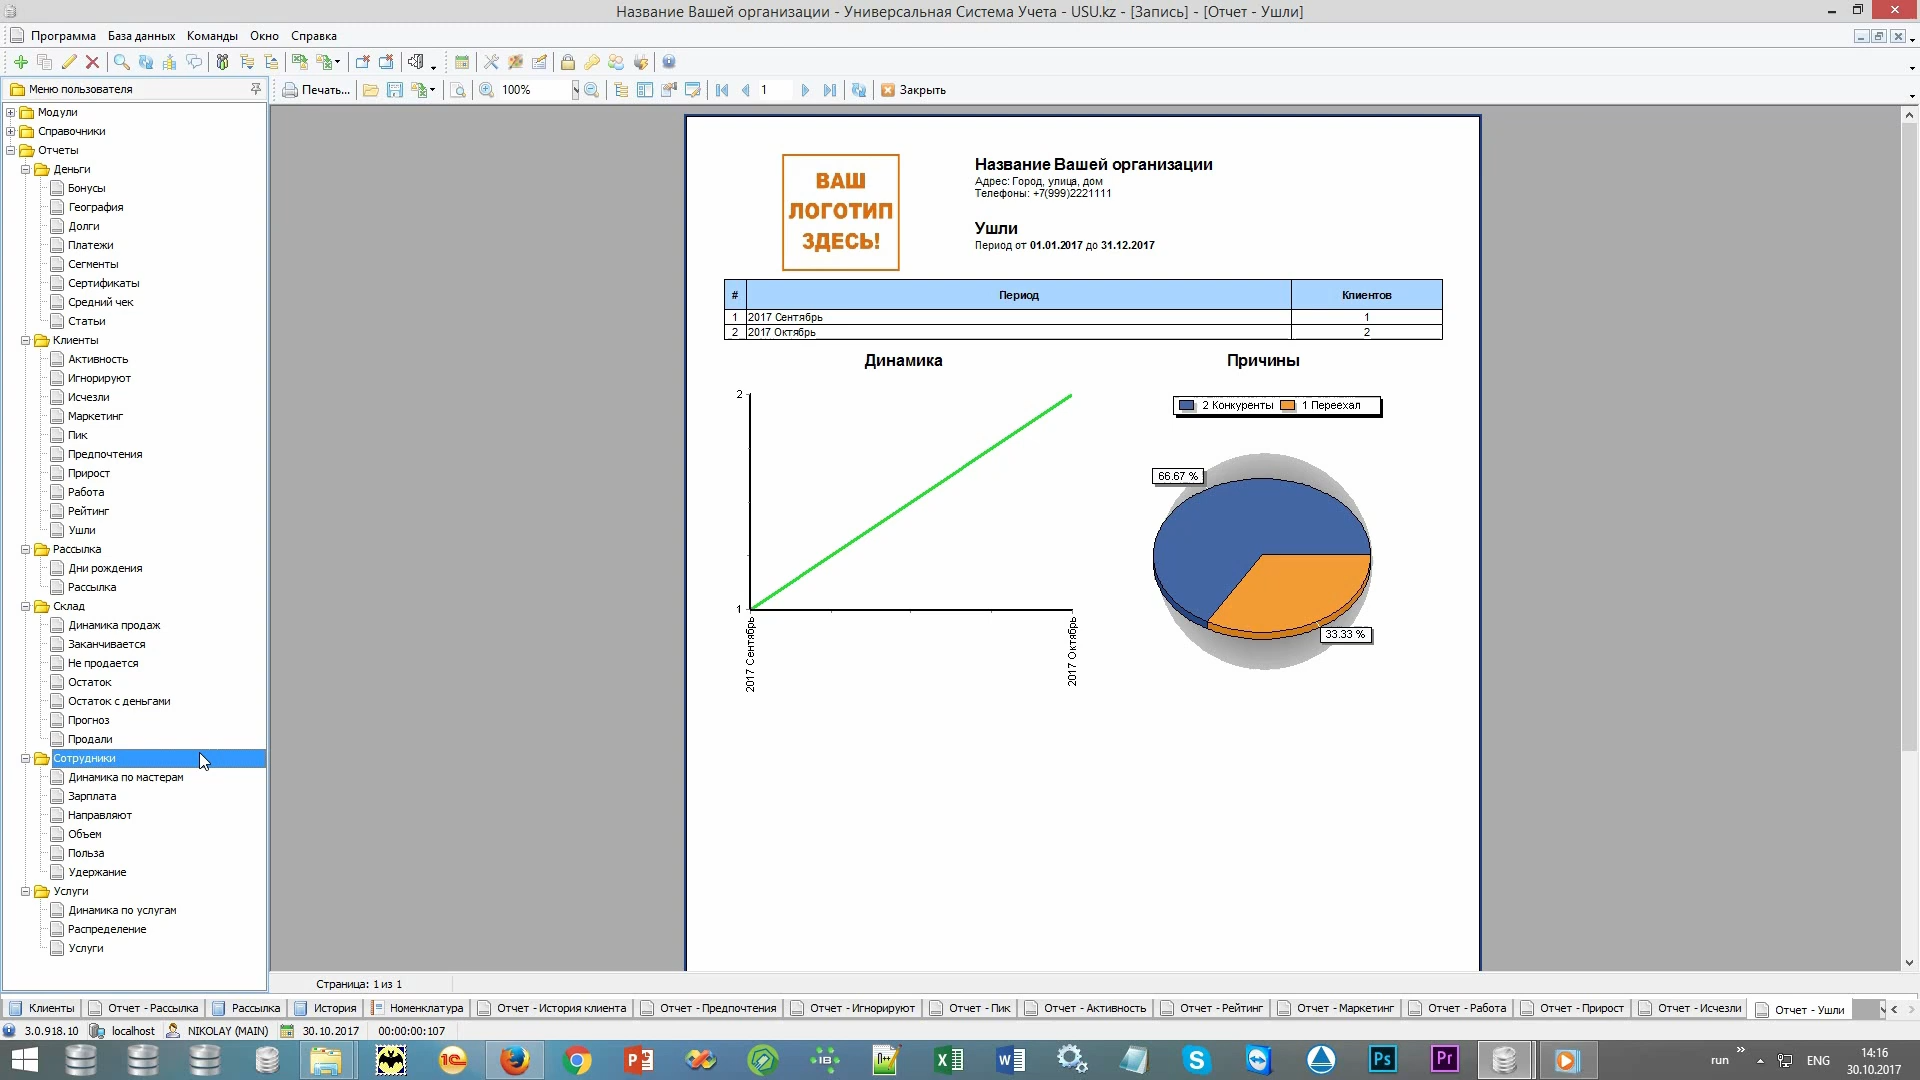 Название Вашей организации - Универсальная Система Учета - USU.kz - [Запись] - [Отчет - Ушли]
Программа База данных Команды Окно Справка
Меню пользователя
Печать... 100% 1 Закрыть
Модули
Справочники
Отчеты
Деньги
Бонусы
География
Долги
Платежи
Сегменты
Сертификаты
Средний чек
Статьи
Клиенты
Активность
Игнорируют
Исчезли
Маркетинг
Пик
Предпочтения
Прирост
Работа
Рейтинг
Ушли
Рассылка
Дни рождения
Рассылка
Склад
Динамика продаж
Заканчивается
Не продается
Остаток
Остаток с деньгами
Прогноз
Продали
Сотрудники
Динамика по мастерам
Зарплата
Направляют
Объем
Польза
Удержание
Услуги
Динамика по услугам
Распределение
Услуги
ВАШ
ЛОГОТИП
ЗДЕСЬ!
Название Вашей организации
Адрес: Город, улица, дом
Телефоны: +7(999)2221111
Ушли
Период от 01.01.2017 до 31.12.2017
# Период Клиентов
1 2017 Сентябрь 1
2 2017 Октябрь 2
Динамика
2
1
2017 Сентябрь
2017 Октябрь
Причины
2 Конкуренты 1 Переехал
66.67 %
33.33 %
Страница: 1 из 1
Клиенты Отчет - Рассылка Рассылка История Номенклатура Отчет - История клиента Отчет - Предпочтения Отчет - Игнорируют Отчет - Пик Отчет - Активность Отчет - Рейтинг Отчет - Маркетинг Отчет - Работа Отчет - Прирост Отчет - Исчезли Отчет - Ушли
3.0.918.10 localhost NIKOLAY (MAIN) 30.10.2017 00:00:00:107
run ENG 14:16
30.10.2017